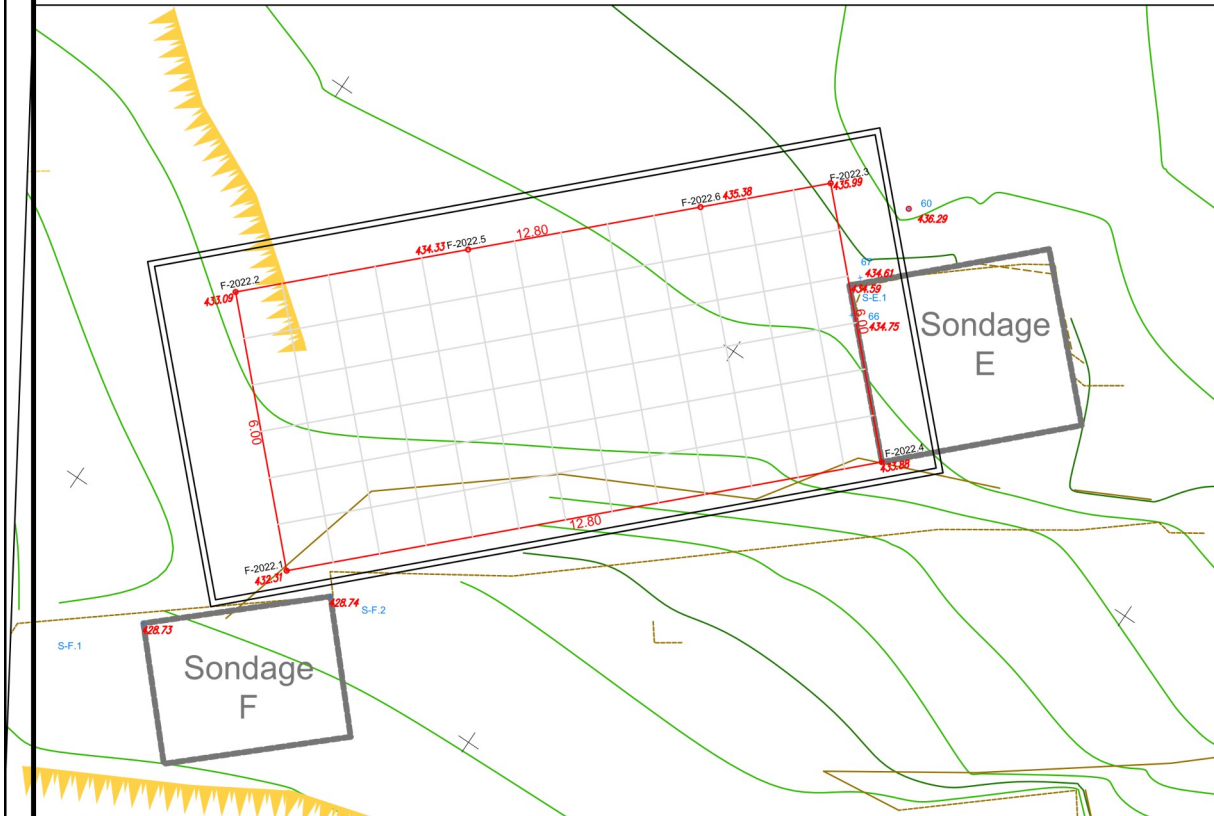 F-2022.3
435.99
F-2022.6 435.38
60
436.29
12.80
434.33 F-2022.5
67
434.61
F-2022.2
433.09
434.59
S-E.1
66
434.75
6.00
Sondage
E
6.00
F-2022.4
433.88
12.80
F-2022.1
432.31
428.74
S-F.2
428.73
S-F.1
Sondage
F